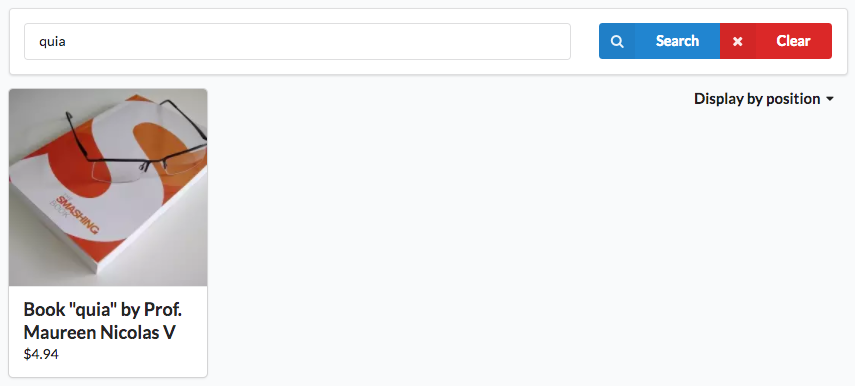 quia
Search
Clear
Display by position
SMASHING
BOOK
Book "quia" by Prof.
Maureen Nicolas V
$4.94